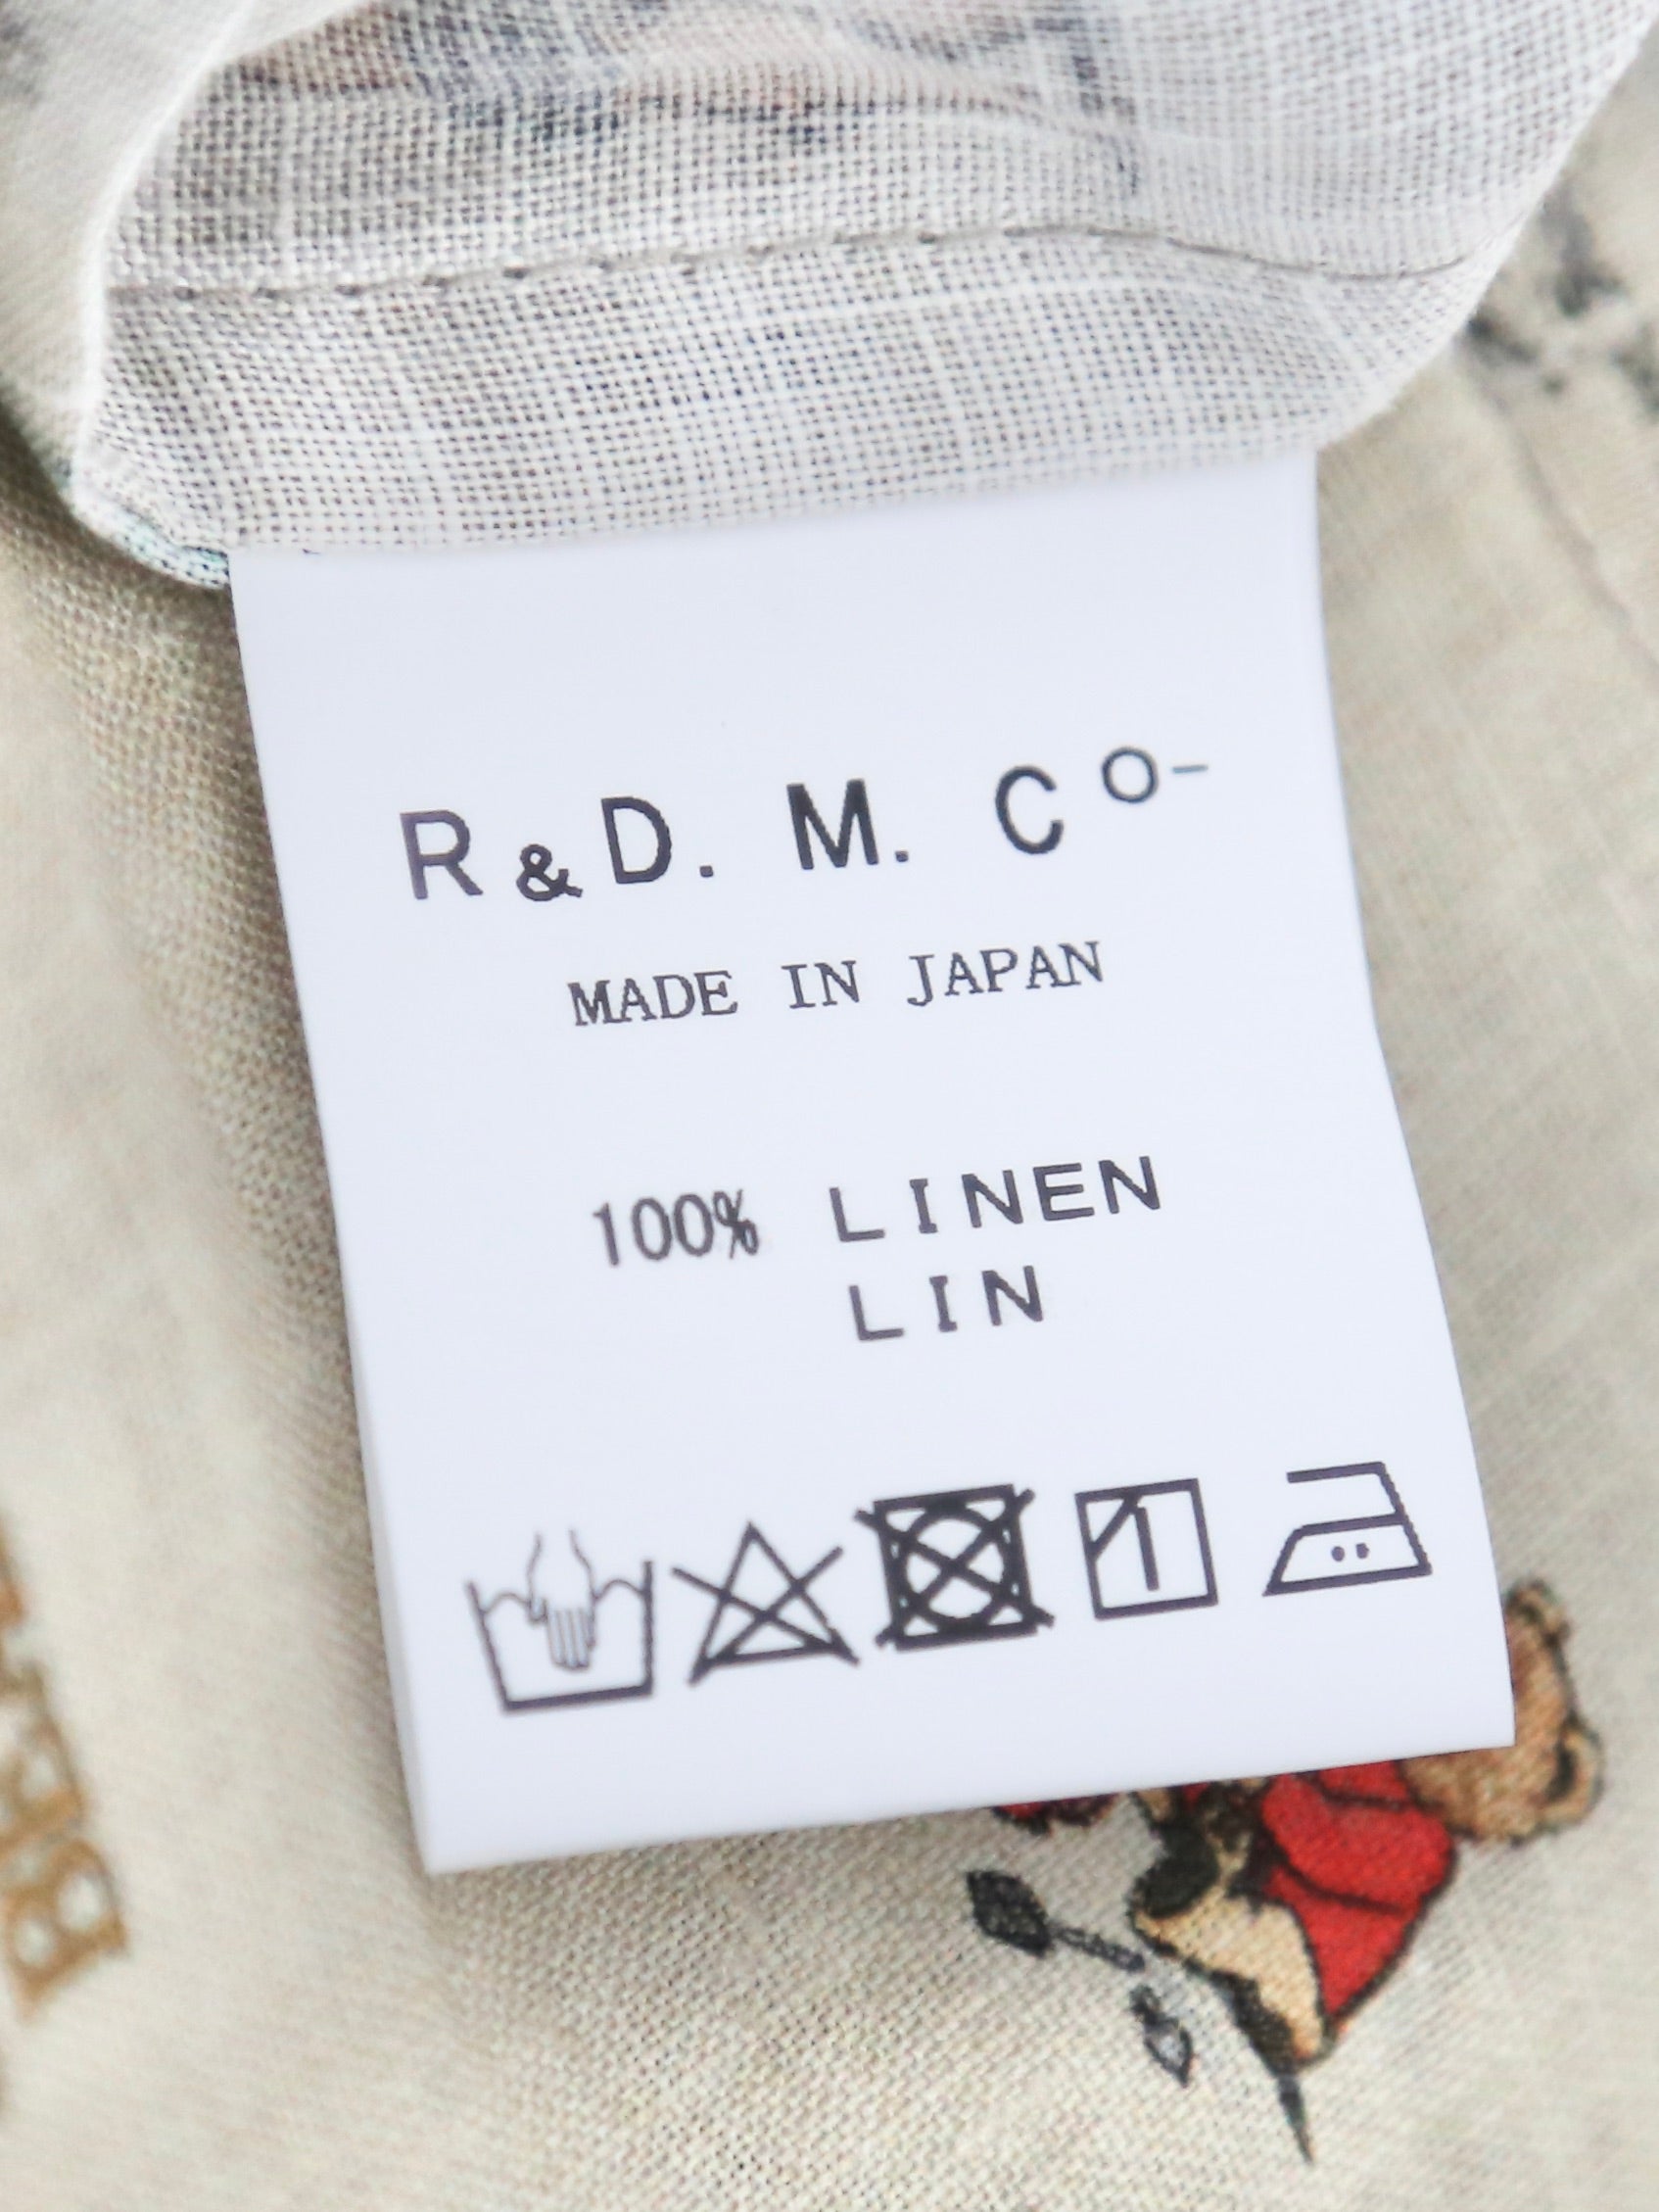 R&D. M. Co-
MADE IN JAPAN
100% LINEN
LIN